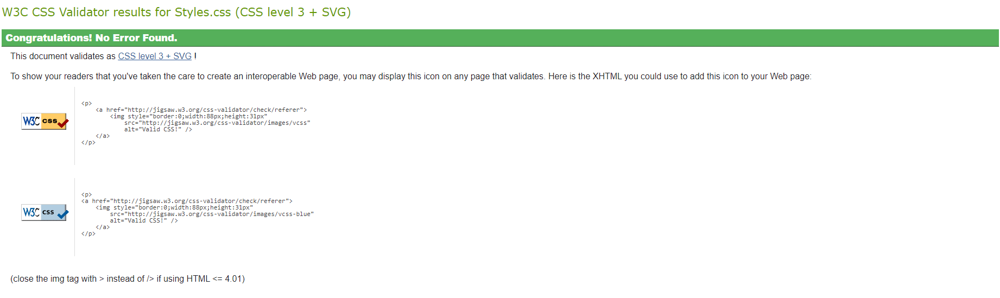 W3C CSS Validator results for Styles.css (CSS level 3 + SVG)
Congratulations! No Error Found.
This document validates as CSS level 3 + SVG !
To show your readers that you've taken the care to create an interoperable Web page, you may display this icon on any page that validates. Here is the XHTML you could use to add this icon to your Web page:
W3C css
<p>
    <a href="http://jigsaw.w3.org/css-validator/check/referer">
        <img style="border:0;width:88px;height:31px"
            src="http://jigsaw.w3.org/css-validator/images/vcss"
            alt="Valid CSS!" />
    </a>
</p>
W3C css
<p>
<a href="http://jigsaw.w3.org/css-validator/check/referer">
    <img style="border:0;width:88px;height:31px"
        src="http://jigsaw.w3.org/css-validator/images/vcss-blue"
        alt="Valid CSS!" />
    </a>
</p>
(close the img tag with > instead of /> if using HTML <= 4.01)